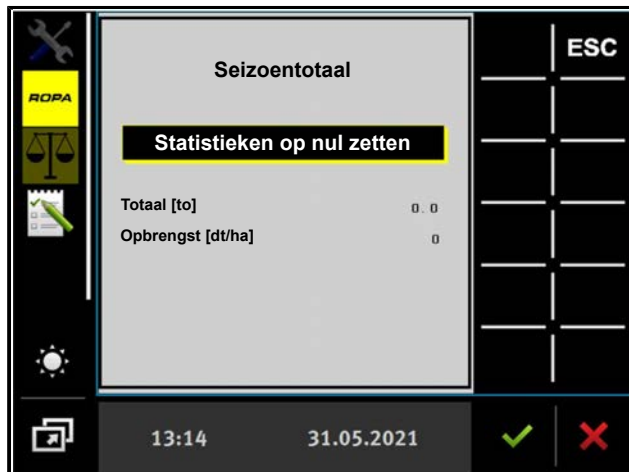 ESC
Seizoentotaal
ROPA
Statistieken op nul zetten
Totaal [to] 0.0
Opbrengst [dt/ha] 0
13:14 31.05.2021